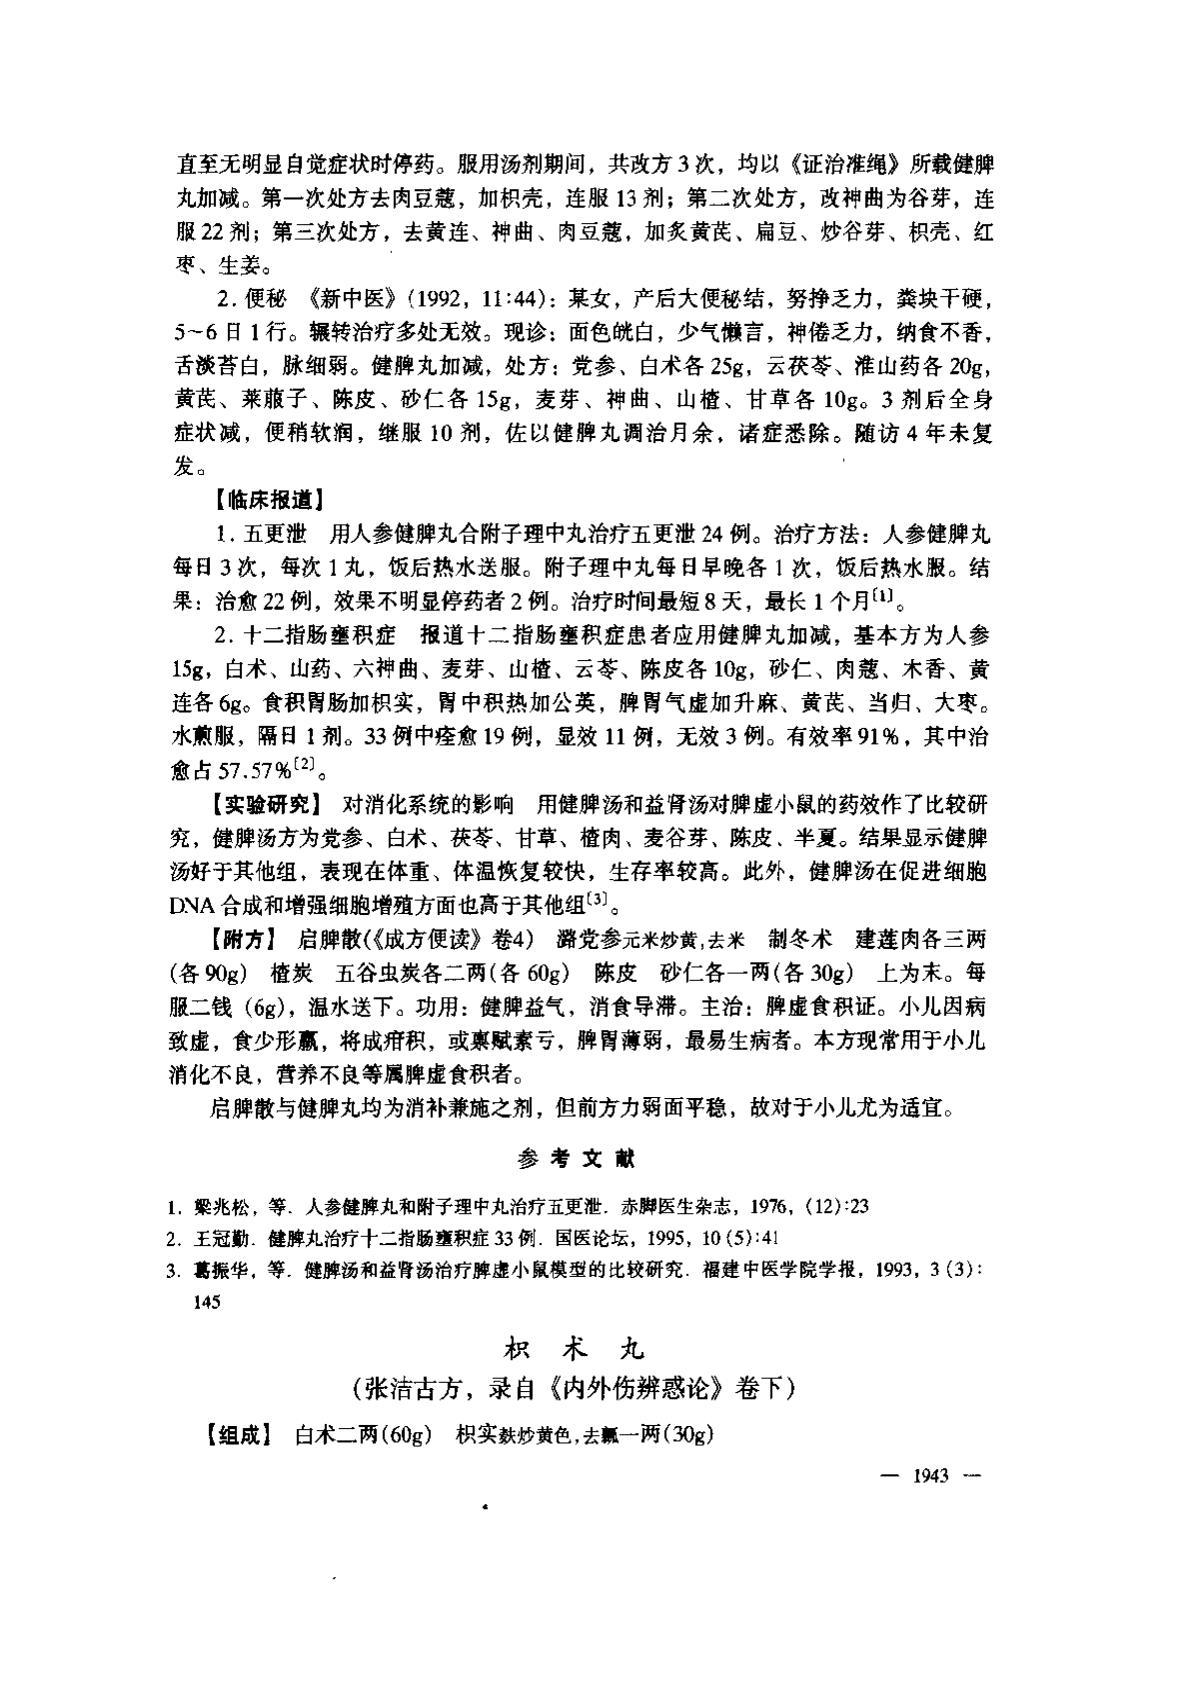 直至无明显自觉症状时停药。服用汤剂期间，共改方3次，均以《证治准绳》所载健脾
丸加减。第一次处方去肉豆蔻，加枳壳，连服13剂；第二次处方，改神曲为谷芽，连
服22剂；第三次处方，去黄连、神曲、肉豆蔻，加炙黄芪、扁豆、炒谷芽、枳壳、红
枣、生姜。
2. 便秘　《新中医》(1992，11:44)：某女，产后大便秘结，努挣乏力，粪块干硬，
5~6日1行。辗转治疗多处无效。现诊：面色㿠白，少气懒言，神倦乏力，纳食不香，
舌淡苔白，脉细弱。健脾丸加减，处方：党参、白术各25g，云茯苓、淮山药各20g，
黄芪、莱菔子、陈皮、砂仁各15g，麦芽、神曲、山楂、甘草各10g。3剂后全身
症状减，便稍软润，继服10剂，佐以健脾丸调治月余，诸症悉除。随访4年未复
发。
【临床报道】
1. 五更泄　用人参健脾丸合附子理中丸治疗五更泄24例。治疗方法：人参健脾丸
每日3次，每次1丸，饭后热水送服。附子理中丸每日早晚各1次，饭后热水服。结
果：治愈22例，效果不明显停药者2例。治疗时间最短8天，最长1个月〔1〕。
2. 十二指肠壅积症　报道十二指肠壅积症患者应用健脾丸加减，基本方为人参
15g，白术、山药、六神曲、麦芽、山楂、云苓、陈皮各10g，砂仁、肉蔻、木香、黄
连各6g。食积胃肠加枳实，胃中积热加公英，脾胃气虚加升麻、黄芪、当归、大枣。
水煎服，隔日1剂。33例中痊愈19例，显效11例，无效3例。有效率91%，其中治
愈占57.57%〔2〕。
【实验研究】　对消化系统的影响　用健脾汤和益肾汤对脾虚小鼠的药效作了比较研
究，健脾汤方为党参、白术、茯苓、甘草、楂肉、麦谷芽、陈皮、半夏。结果显示健脾
汤好于其他组，表现在体重、体温恢复较快，生存率较高。此外，健脾汤在促进细胞
DNA合成和增强细胞增殖方面也高于其他组〔3〕。
【附方】　启脾散(《成方便读》卷4)　潞党参元米炒黄,去米　制冬术　建莲肉各三两
(各90g)　楂炭　五谷虫炭各二两(各60g)　陈皮　砂仁各一两(各30g)　上为末。每
服二钱（6g)，温水送下。功用：健脾益气，消食导滞。主治：脾虚食积证。小儿因病
致虚，食少形羸，将成疳积，或禀赋素亏，脾胃薄弱，最易生病者。本方现常用于小儿
消化不良，营养不良等属脾虚食积者。
启脾散与健脾丸均为消补兼施之剂，但前方力弱面平稳，故对于小儿尤为适宜。
参考文献
1. 梁兆松，等．人参健脾丸和附子理中丸治疗五更泄．赤脚医生杂志，1976，(12):23
2. 王冠勤．健脾丸治疗十二指肠壅积症33例．国医论坛，1995，10(5):41
3. 葛振华，等．健脾汤和益肾汤治疗脾虚小鼠模型的比较研究．福建中医学院学报，1993，3(3)：
145
枳术丸
(张洁古方，录自《内外伤辨惑论》卷下)
【组成】　白术二两(60g)　枳实麸炒黄色,去瓤一两(30g)
— 1943 —